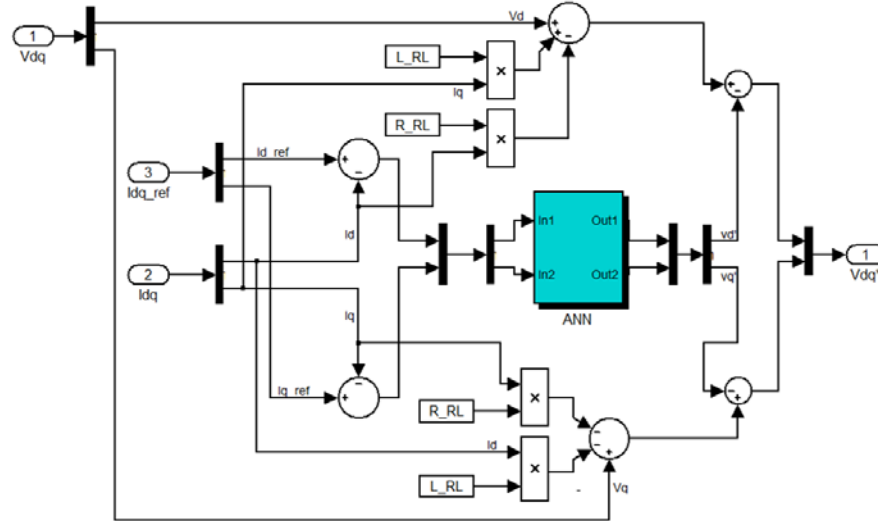 1
Vdq
Vd
+
+
−
L_RL
×
Iq
R_RL
×
+
−
3
Idq_ref
Id_ref
+
−
Id
2
Idq
In1
Out1
In2
Out2
ANN
vd'
vq'
1
Vdq'
Iq
−
Iq_ref
+
×
R_RL
−
+
−
−
+
Id
×
L_RL
-
Vq